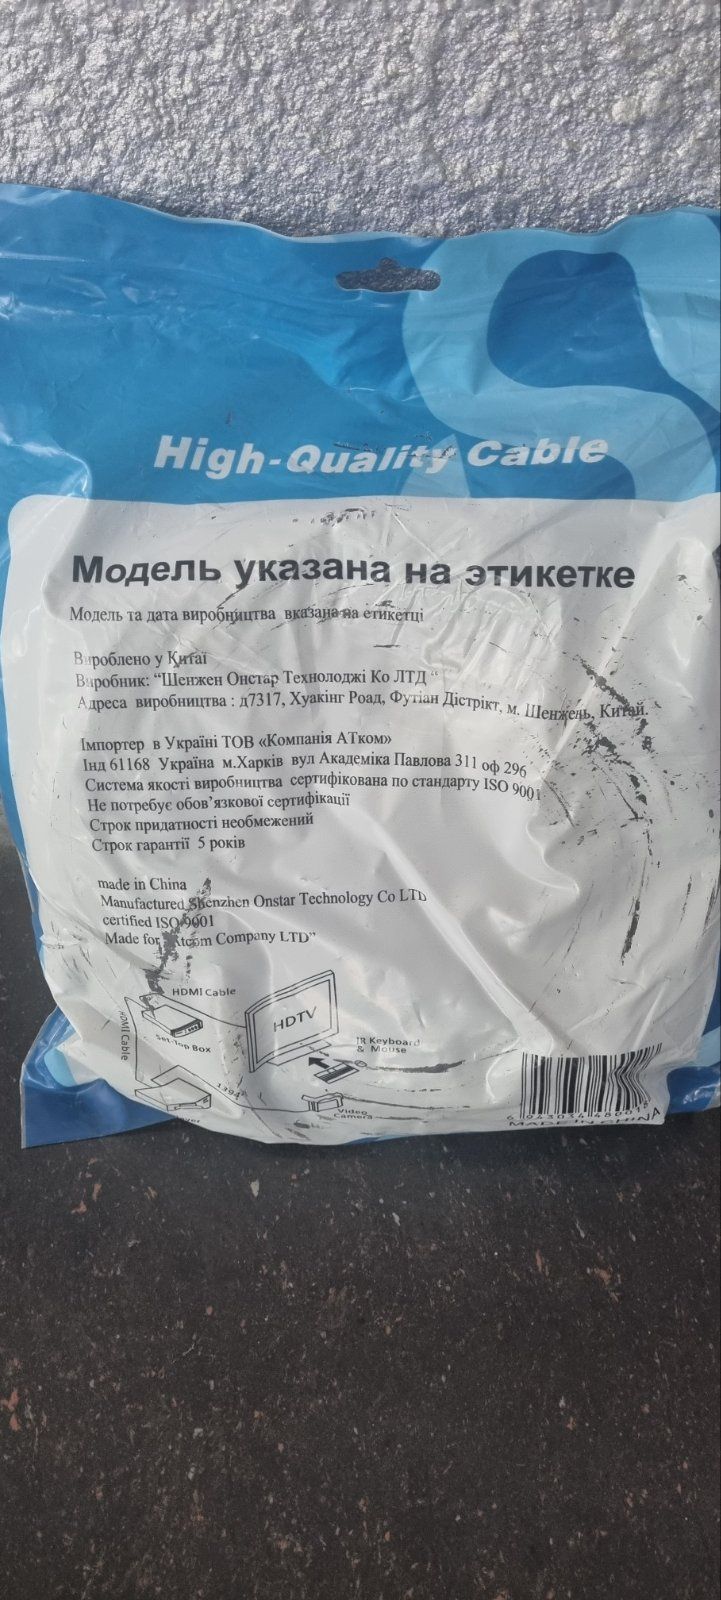 High-Quality Cable
Модель указана на этикетке
Модель та дата виробництва вказана на етикетці
Вироблено у Китаї
Виробник: “Шенжен Онстар Технолоджі Ко ЛТД “
Адреса виробництва : д7317, Хуакінг Роад, Футіан Дістрікт, м. Шенжень, Китай.
Імпортер в Україні ТОВ «Компанія АТком»
Інд 61168 Україна м.Харків вул Академіка Павлова 311 оф 296
Система якості виробництва сертифікована по стандарту ISO 9001
Не потребує обов’язкової сертифікації
Строк придатності необмежений
Строк гарантії 5 років
made in China
Manufactured Shenzhen Onstar Technology Co LTD
certified ISO 9001
Made for Atcom Company LTD”
HDMI Cable
HDTV
HDMI Cable
Set-Top Box
IR Keyboard
& Mouse
1394
Video
Camera
MADE IN CHINA